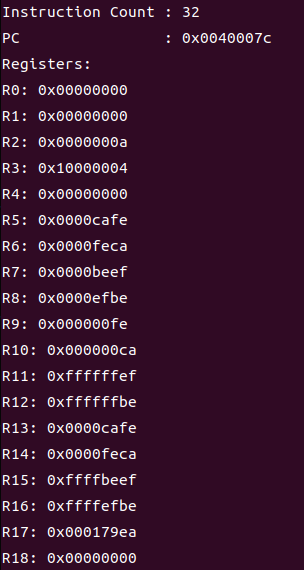 Instruction Count : 32
PC                : 0x0040007c
Registers:
R0: 0x00000000
R1: 0x00000000
R2: 0x0000000a
R3: 0x10000004
R4: 0x00000000
R5: 0x0000cafe
R6: 0x0000feca
R7: 0x0000beef
R8: 0x0000efbe
R9: 0x000000fe
R10: 0x000000ca
R11: 0xffffffef
R12: 0xffffffbe
R13: 0x0000cafe
R14: 0x0000feca
R15: 0xffffbeef
R16: 0xffffefbe
R17: 0x000179ea
R18: 0x00000000